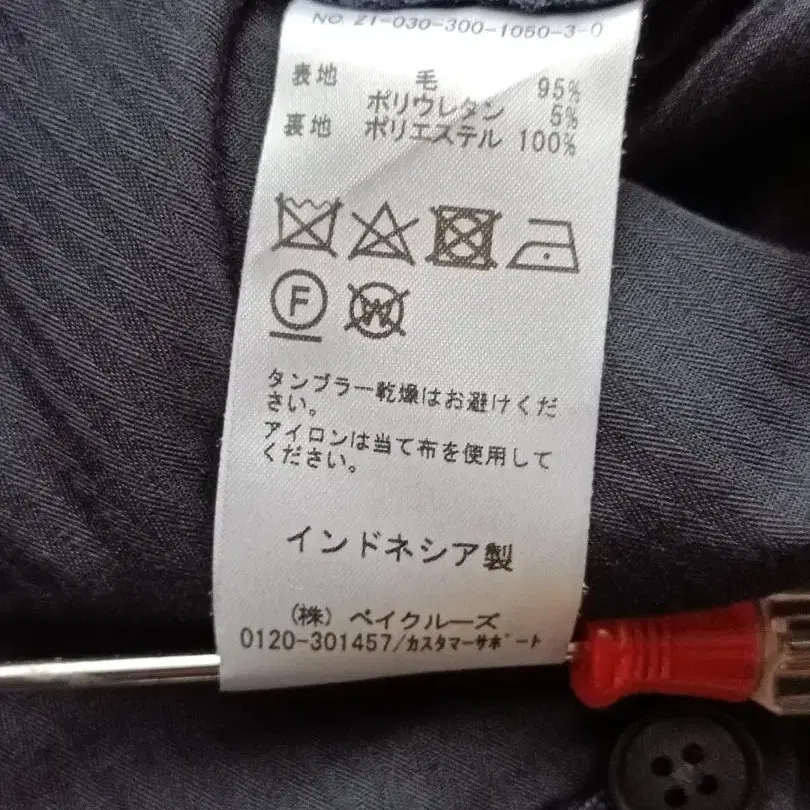 NO 21-030-300-1050-3-0
表地 毛 95%
ポリウレタン 5%
裏地 ポリエステル 100%
F W
タンブラー乾燥はお避けくだ
さい。
アイロンは当て布を使用して
ください。
インドネシア製
(株) ベイクルーズ
0120-301457/ｶｽﾀﾏｰｻﾎﾟｰﾄ